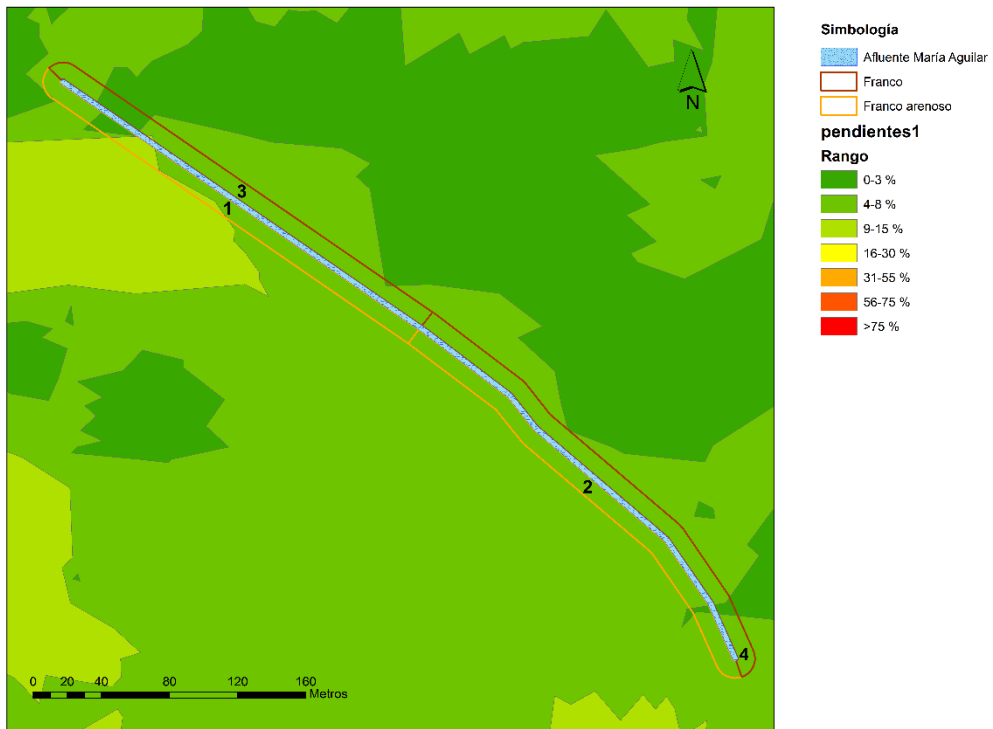 N
3
1
2
4
0 20 40 80 120 160
Metros
Simbología
Afluente María Aguilar
Franco
Franco arenoso
pendientes1
Rango
0-3 %
4-8 %
9-15 %
16-30 %
31-55 %
56-75 %
>75 %